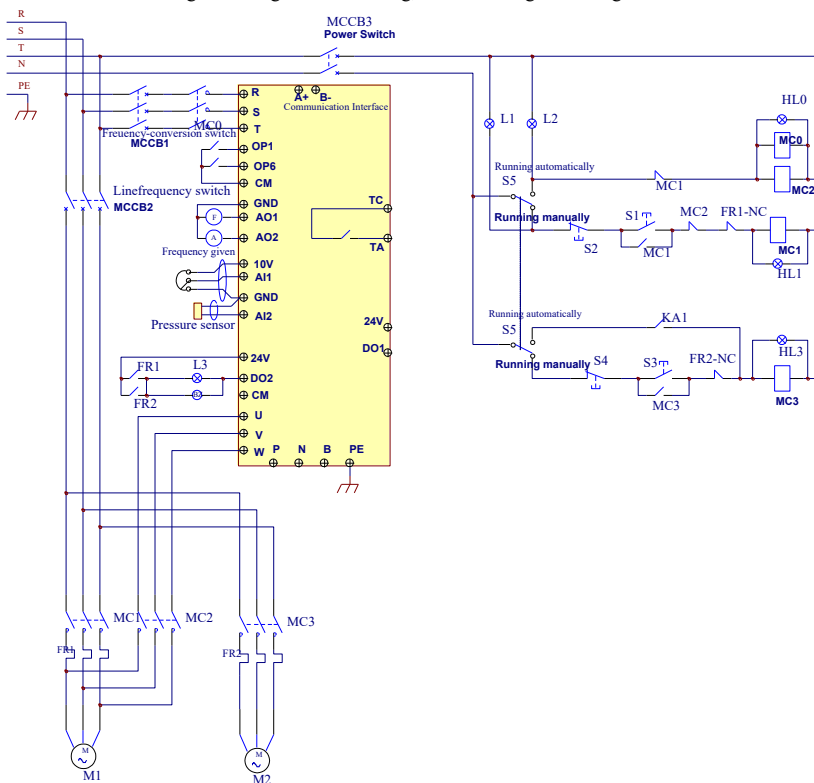 R
S
T
N
PE
MCCB3
Power Switch
R
S
T
OP1
OP6
CM
GND
AO1
AO2
10V
AI1
GND
AI2
24V
DO2
CM
U
V
W
A+ B-
Communication Interface
TC
TA
24V
DO1
P N B PE
MC0
Freuency-conversion switch
MCCB1
Linefrequency switch
MCCB2
F
A
Frequency given
Pressure sensor
FR1
L3
FR2
BZ
L1
L2
HL0
MC0
MC2
MC1
Running automatically
S5
Running manually
S2
S1
MC1
MC2
FR1-NC
MC1
HL1
Running automatically
S5
Running manually
KA1
S4
S3
MC3
FR2-NC
HL3
MC3
MC1
MC2
MC3
FR1
FR2
M
M1
M
M2